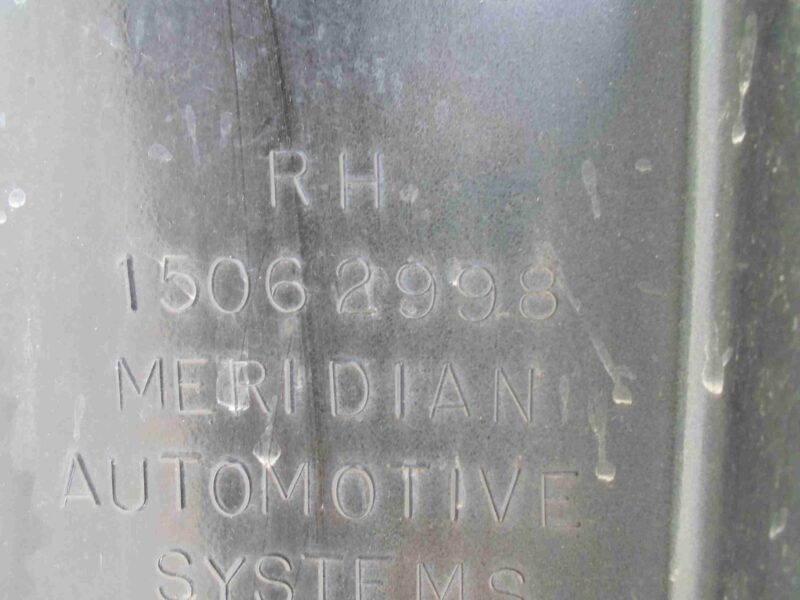 RH
15062998
MERIDIAN
AUTOMOTIVE
SYSTEMS